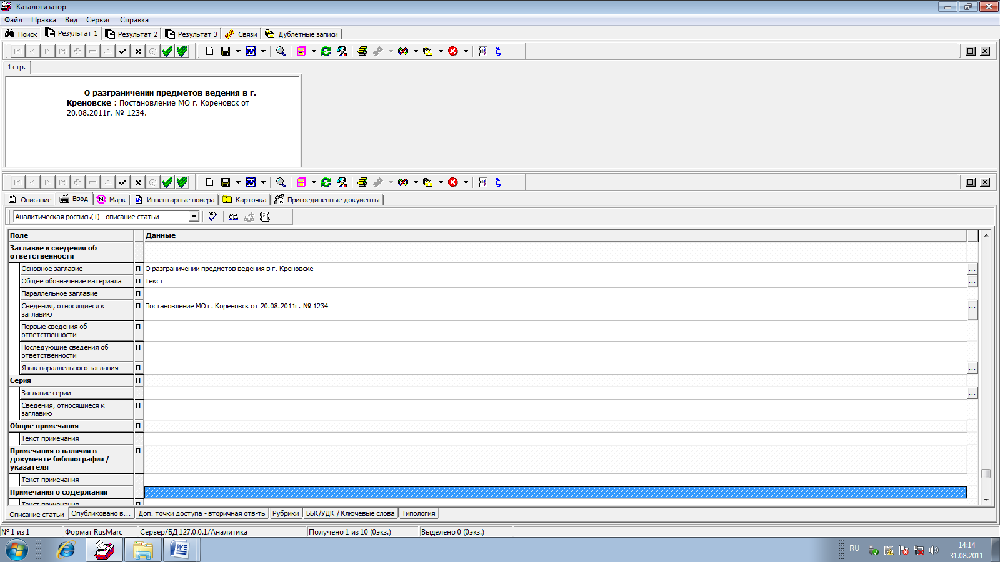 Каталогизатор
Файл Правка Вид Сервис Справка
Поиск Результат 1 Результат 2 Результат 3 Связи Дублетные записи
1 стр.
О разграничении предметов ведения в г.
Креновске : Постановление МО г. Кореновск от
20.08.2011г. № 1234.
Описание Ввод Марк Инвентарные номера Карточка Присоединенные документы
Аналитическая роспись(1) - описание статьи
Поле Данные
Заглавие и сведения об
ответственности
Основное заглавие П О разграничении предметов ведения в г. Креновске ...
Общее обозначение материала П Текст ...
Параллельное заглавие П
Сведения, относящиеся к П Постановление МО г. Кореновск от 20.08.2011г. № 1234 ...
заглавию
Первые сведения об П
ответственности
Последующие сведения об П
ответственности
Язык параллельного заглавия П ...
Серия П
Заглавие серии ...
Сведения, относящиеся к П
заглавию
Общие примечания П
Текст примечания
Примечания о наличии в П
документе библиографии /
указателя
Текст примечания
Примечания о содержании
Текст примечания П
Описание статьи Опубликовано в... Доп. точки доступа - вторичная отв-ть Рубрики ББК/УДК / Ключевые слова Типология
№ 1 из 1 Формат RusMarc Сервер/БД 127.0.0.1/Аналитика Получено 1 из 10 (0экз.) Выделено 0 (0экз.)
RU 14:14
31.08.2011